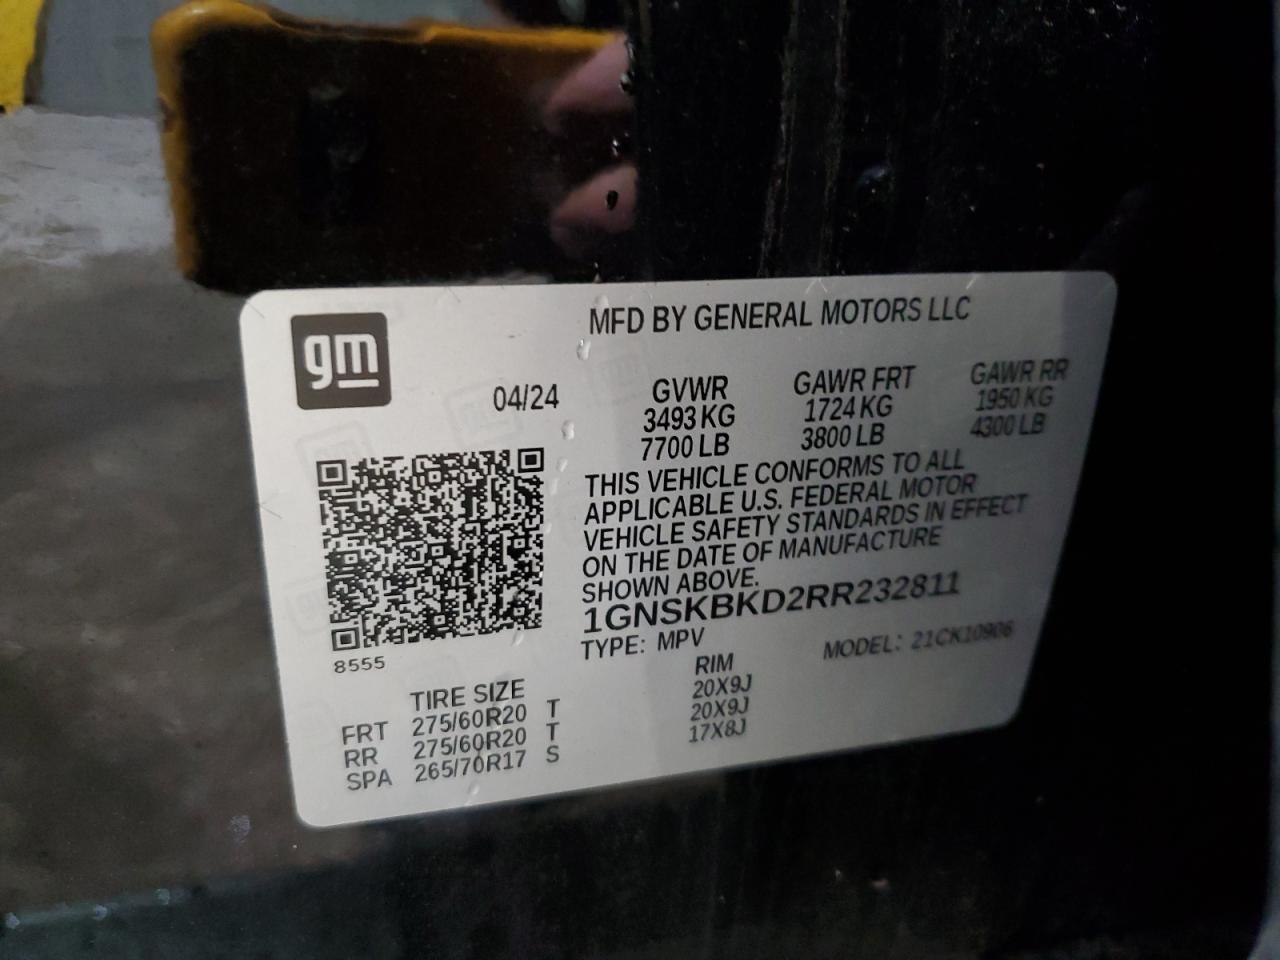 gm
MFD BY GENERAL MOTORS LLC
04/24 GVWR GAWR FRT GAWR RR
3493 KG 1724 KG 1950 KG
7700 LB 3800 LB 4300 LB
THIS VEHICLE CONFORMS TO ALL
APPLICABLE U.S. FEDERAL MOTOR
VEHICLE SAFETY STANDARDS IN EFFECT
ON THE DATE OF MANUFACTURE
SHOWN ABOVE.
1GNSKBKD2RR232811
TYPE: MPV MODEL: 21CK10906
8555
TIRE SIZE RIM
FRT 275/60R20 T 20X9J
RR 275/60R20 T 20X9J
SPA 265/70R17 S 17X8J